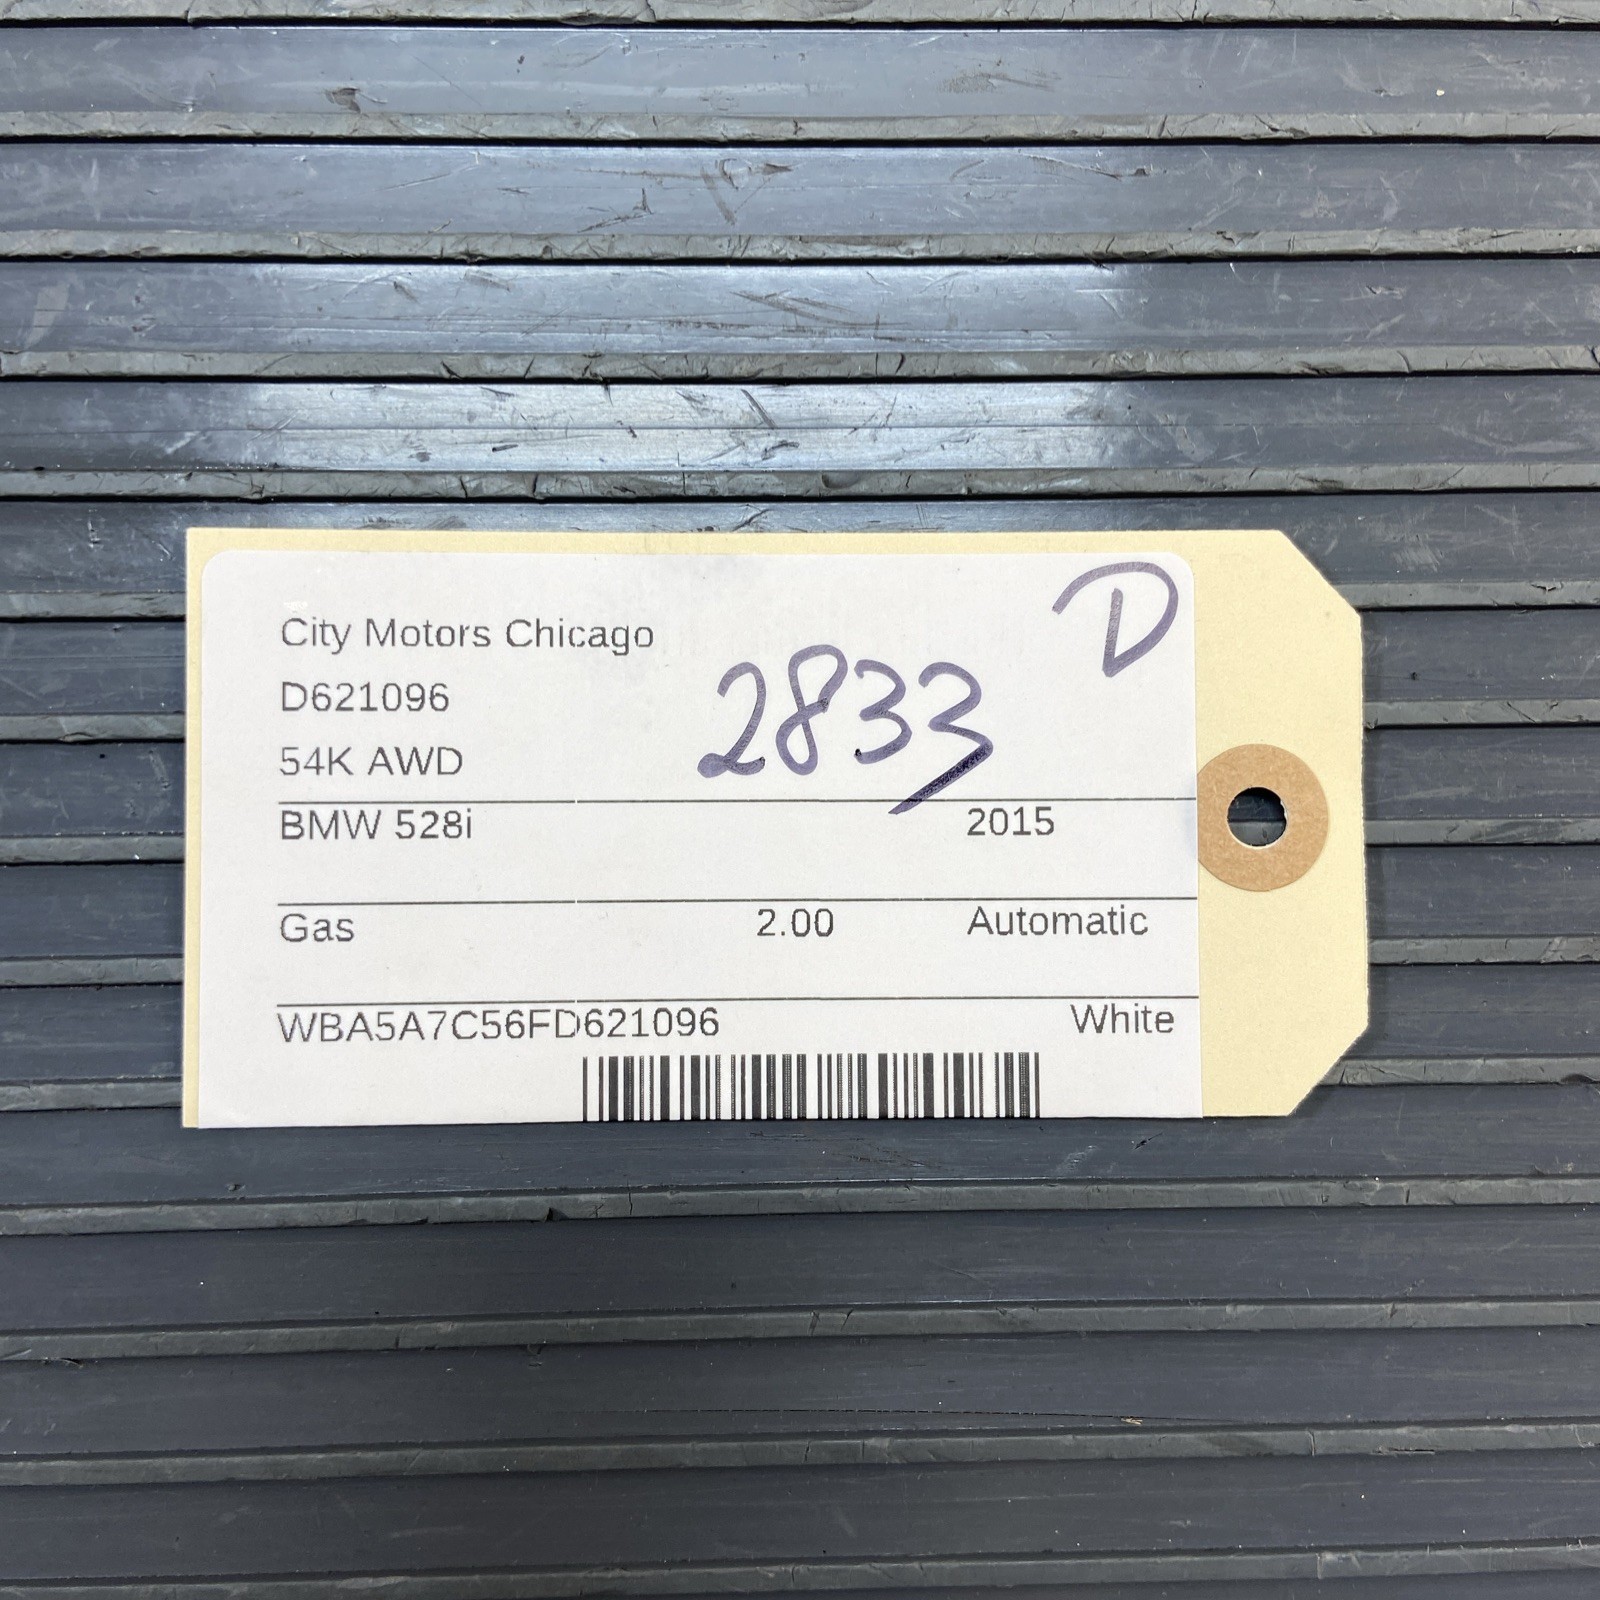 D
City Motors Chicago
2833
D621096
54K AWD
BMW 528i 2015
Gas 2.00 Automatic
WBA5A7C56FD621096 White